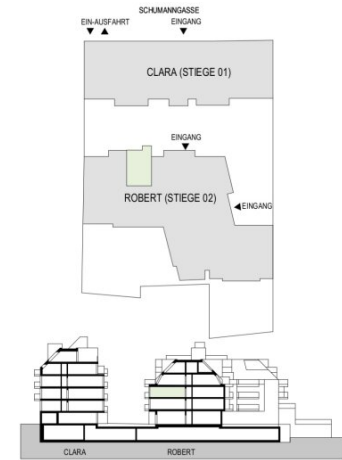 SCHUMANNGASSE
EIN-AUSFAHRT EINGANG
CLARA (STIEGE 01)
EINGANG
ROBERT (STIEGE 02)
EINGANG
CLARA ROBERT